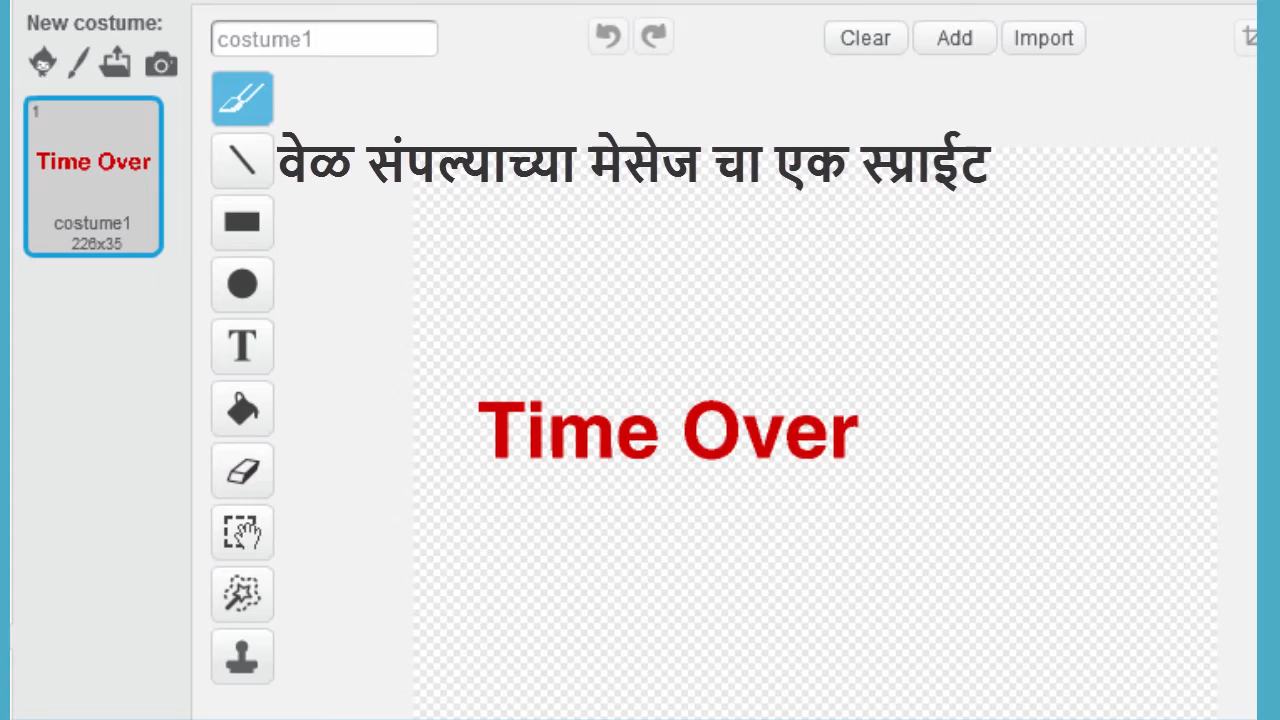 New costume:
costume1
Clear
Add
Import
1
Time Over
costume1
226x35
वेळ संपल्याच्या मेसेज चा एक स्प्राईट
T
Time Over